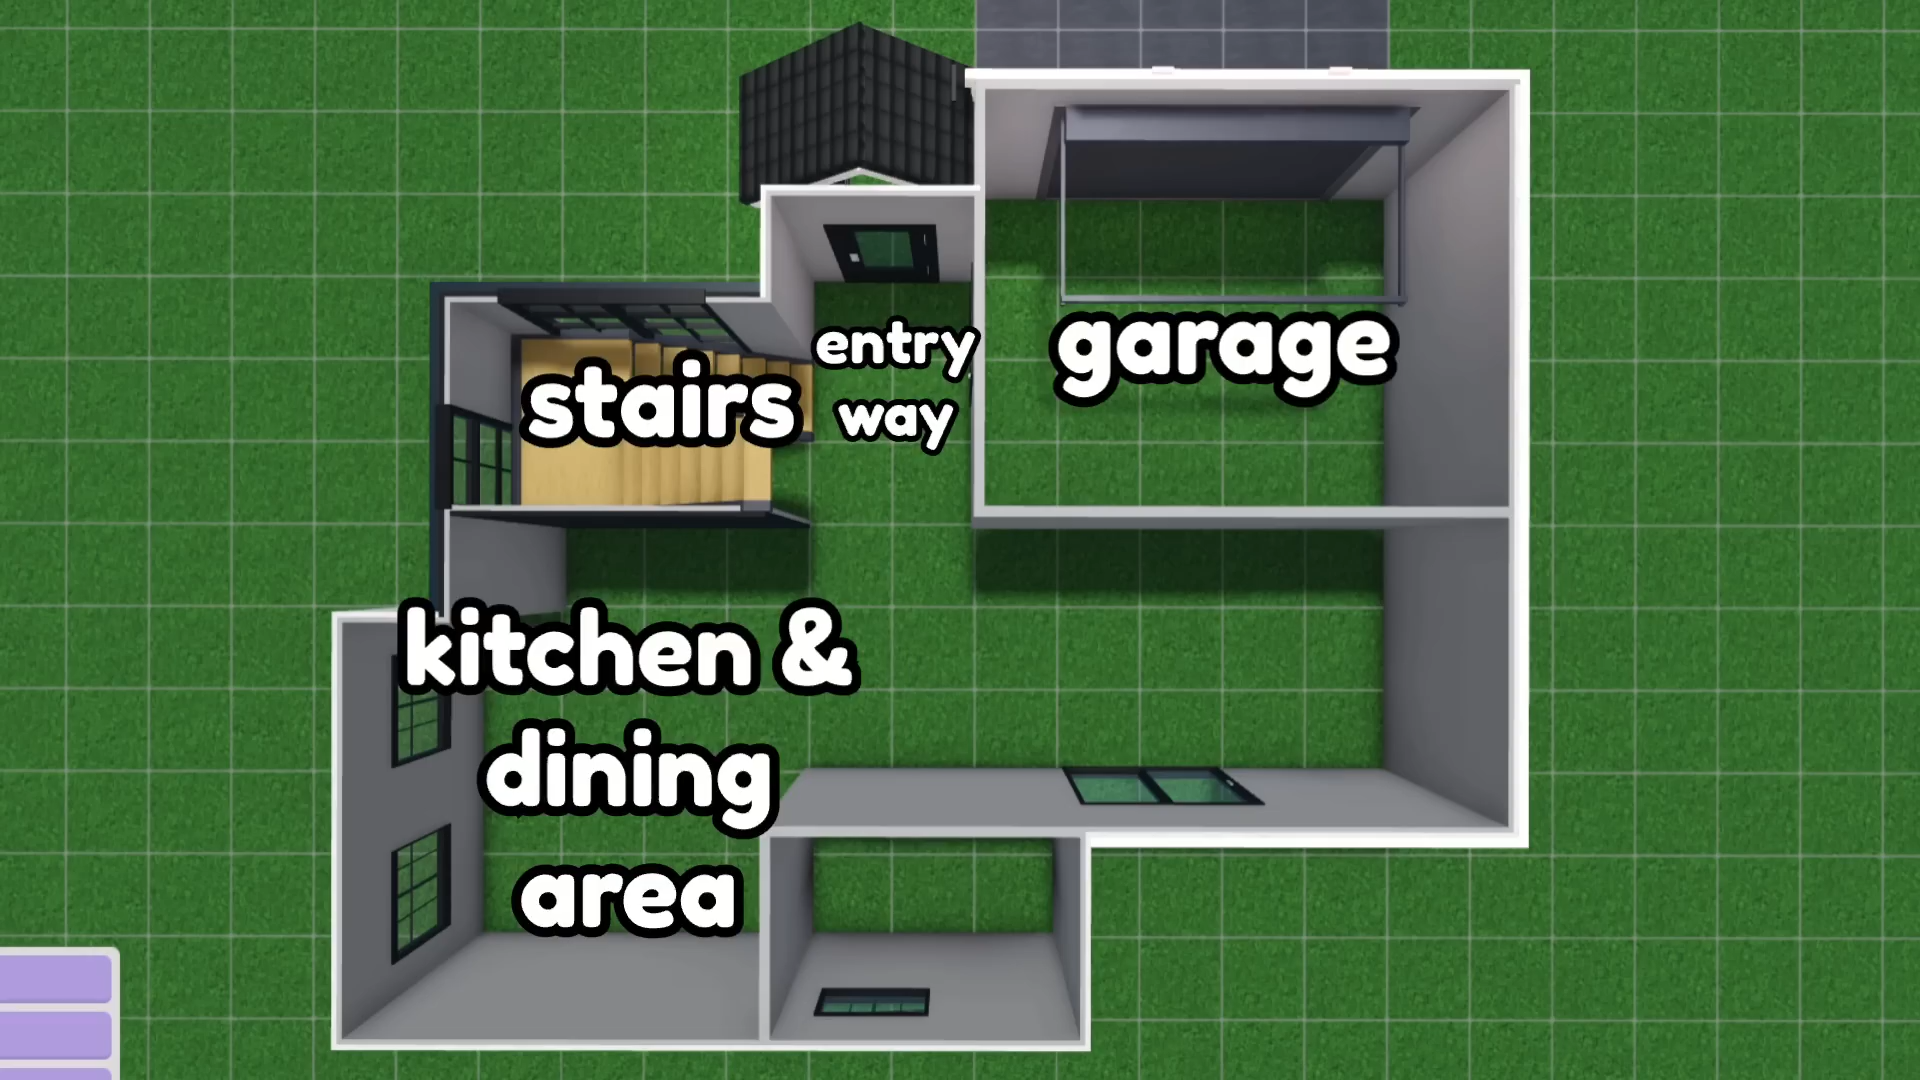 entry
way
garage
stairs
kitchen &
dining
area